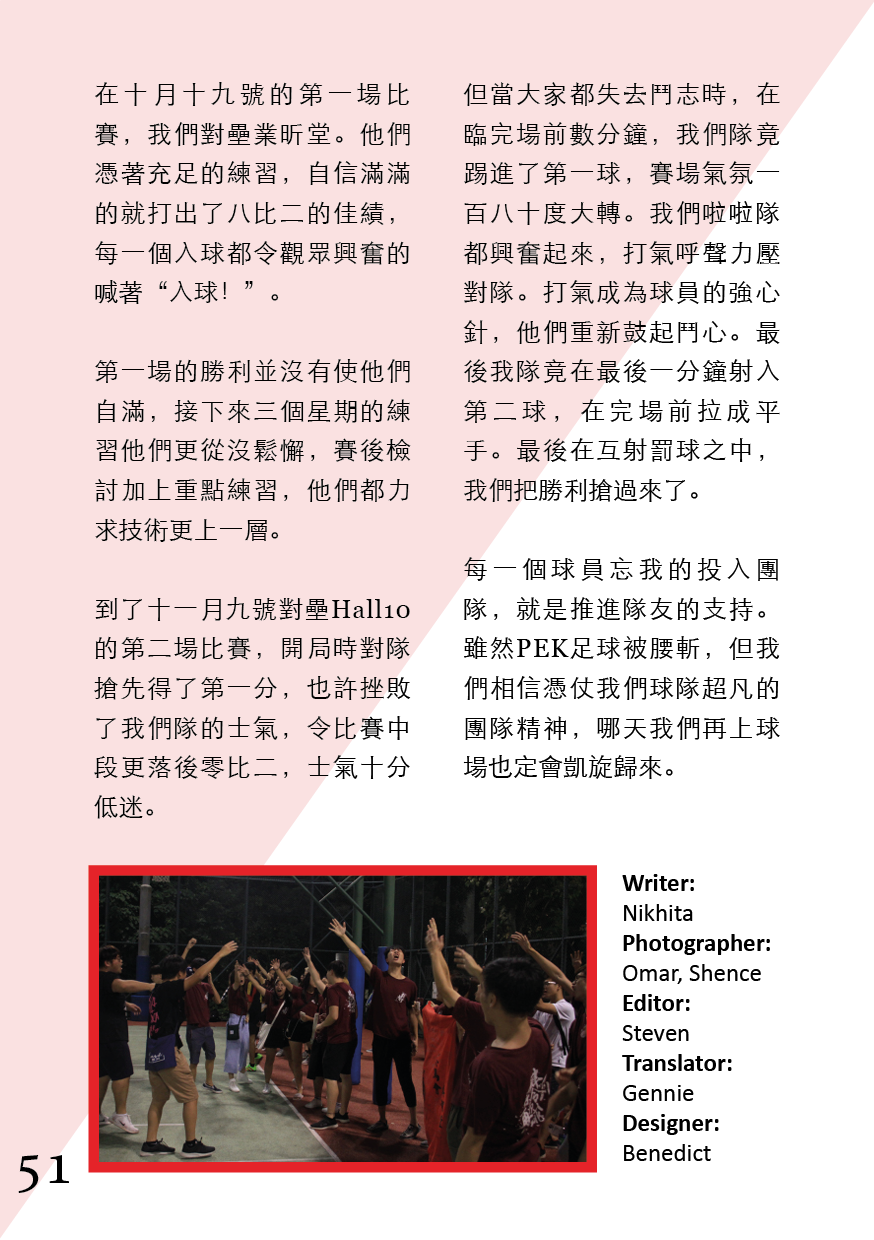 在十月十九號的第一場比
賽，我們對壘業昕堂。他們
憑著充足的練習，自信滿滿
的就打出了八比二的佳績，
每一個入球都令觀眾興奮的
喊著“入球！”。
第一場的勝利並沒有使他們
自滿，接下來三個星期的練
習他們更從沒鬆懈，賽後檢
討加上重點練習，他們都力
求技術更上一層。
到了十一月九號對壘Hall10
的第二場比賽，開局時對隊
搶先得了第一分，也許挫敗
了我們隊的士氣，令比賽中
段更落後零比二，士氣十分
低迷。
但當大家都失去鬥志時，在
臨完場前數分鐘，我們隊竟
踢進了第一球，賽場氣氛一
百八十度大轉。我們啦啦隊
都興奮起來，打氣呼聲力壓
對隊。打氣成為球員的強心
針，他們重新鼓起鬥心。最
後我隊竟在最後一分鐘射入
第二球，在完場前拉成平
手。最後在互射罰球之中，
我們把勝利搶過來了。
每一個球員忘我的投入團
隊，就是推進隊友的支持。
雖然PEK足球被腰斬，但我
們相信憑仗我們球隊超凡的
團隊精神，哪天我們再上球
場也定會凱旋歸來。
Writer:
Nikhita
Photographer:
Omar, Shence
Editor:
Steven
Translator:
Gennie
Designer:
Benedict
51